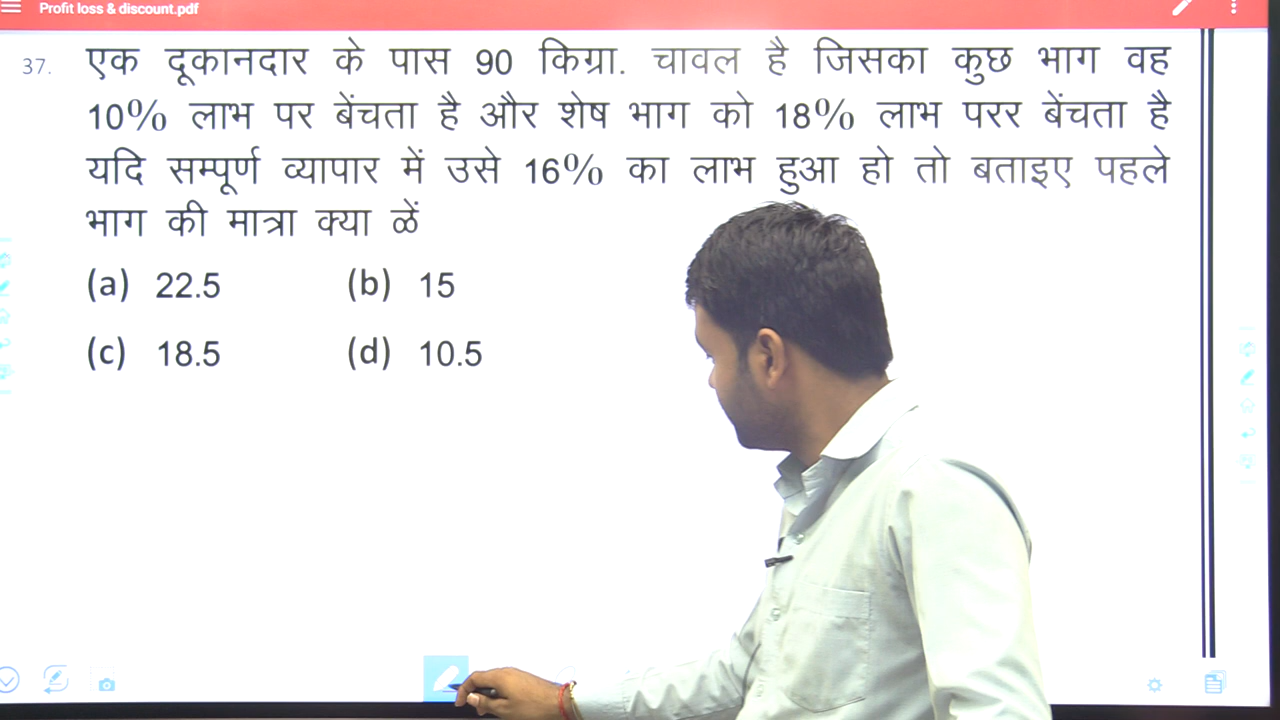 Profit loss & discount.pdf
37. एक दूकानदार के पास 90 किग्रा. चावल है जिसका कुछ भाग वह
10% लाभ पर बेंचता है और शेष भाग को 18% लाभ परर बेंचता है
यदि सम्पूर्ण व्यापार में उसे 16% का लाभ हुआ हो तो बताइए पहले
भाग की मात्रा क्या ळें
(a) 22.5 (b) 15
(c) 18.5 (d) 10.5